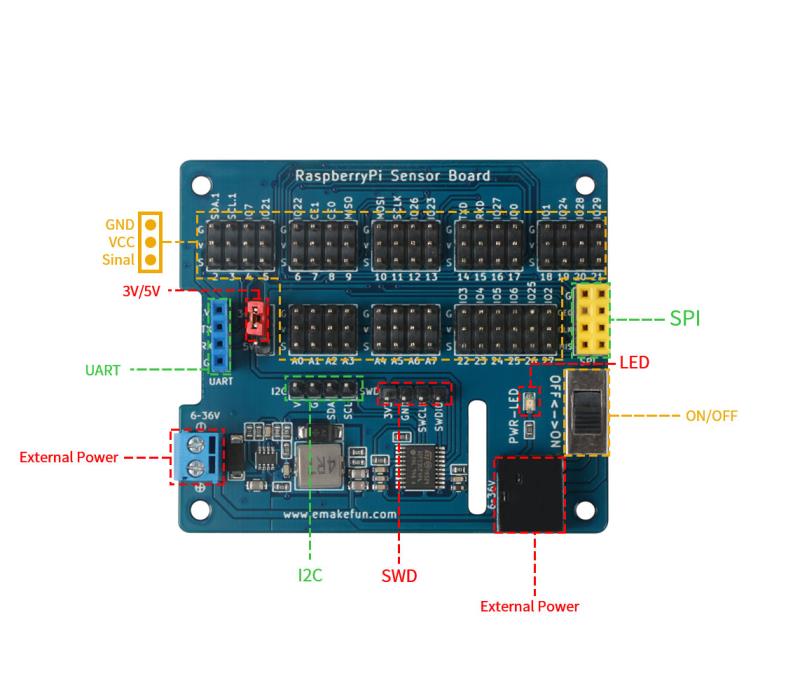 RaspberryPi Sensor Board
SDA.1 SCL.1 IO7 IO21 IO22 CE1 CE0 MISO MOSI SCLK IO26 IO23 TXD RXD IO27 IO0 IO1 IO24 IO28 IO29
GND
VCC
Sinal
G
V
S
2 3 4 5 6 7 8 9 10 11 12 13 14 15 16 17 18 19 20 21
3V/5V
IO3 IO4 IO5 IO6 IO25 IO2
G
V
S
SPI
A0 A1 A2 A3 A4 A5 A6 A7 22 23 24 25 26 27
SPI
LED
UART
UART
I2C
V G SDA SCL
SWD
3V3 GND SWCLK SWDIO
PWR-LED
OFF<-|->ON
ON/OFF
6-36V
External Power
4R7
6-36V
www.emakefun.com
I2C
SWD
External Power